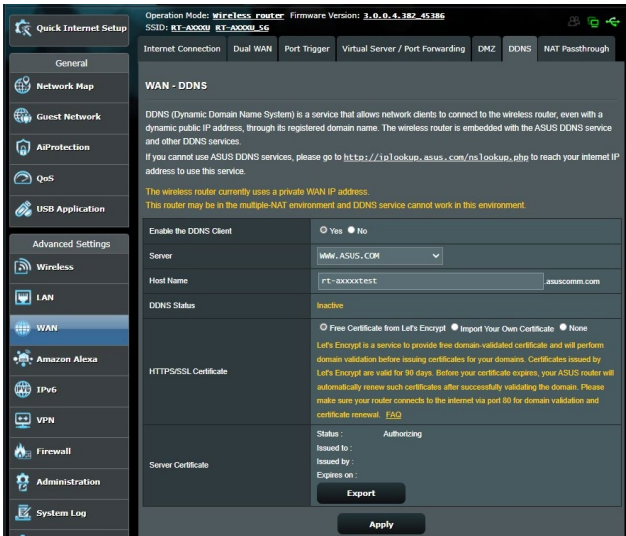 Quick Internet Setup
Operation Mode: Wireless router Firmware Version: 3.0.0.4.382_45386
SSID: RT-AXXXU RT-AXXXU_5G
General
Network Map
Guest Network
AiProtection
QoS
USB Application
Advanced Settings
Wireless
LAN
WAN
Amazon Alexa
IPv6
VPN
Firewall
Administration
System Log
Internet Connection Dual WAN Port Trigger Virtual Server / Port Forwarding DMZ DDNS NAT Passthrough
WAN - DDNS
DDNS (Dynamic Domain Name System) is a service that allows network clients to connect to the wireless router, even with a
dynamic public IP address, through its registered domain name. The wireless router is embedded with the ASUS DDNS service
and other DDNS services.
If you cannot use ASUS DDNS services, please go to http://iplookup.asus.com/nslookup.php to reach your internet IP
address to use this service.
The wireless router currently uses a private WAN IP address.
This router may be in the multiple-NAT environment and DDNS service cannot work in this environment.
Enable the DDNS Client Yes No
Server WWW.ASUS.COM
Host Name rt-axxxxtest .asuscomm.com
DDNS Status Inactive
HTTPS/SSL Certificate
Free Certificate from Let's Encrypt Import Your Own Certificate None
Let's Encrypt is a service to provide free domain-validated certificate and will perform
domain validation before issuing certificates for your domains. Certificates issued by
Let's Encrypt are valid for 90 days. Before your certificate expires, your ASUS router will
automatically renew such certificates after successfully validating the domain. Please
make sure your router connects to the internet via port 80 for domain validation and
certificate renewal. FAQ
Server Certificate
Status : Authorizing
Issued to :
Issued by :
Expires on :
Export
Apply